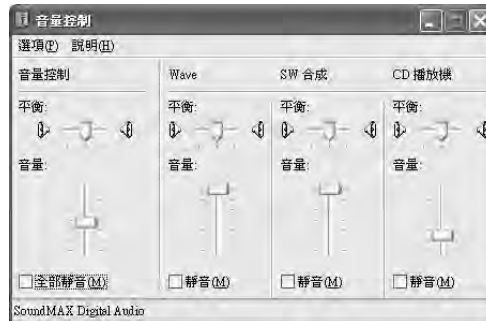 音量控制
選項(P) 說明(H)
音量控制 Wave SW 合成 CD 播放機
平衡: 平衡: 平衡: 平衡:
音量: 音量: 音量: 音量:
全部靜音(M) 靜音(M) 靜音(M) 靜音(M)
SoundMAX Digital Audio